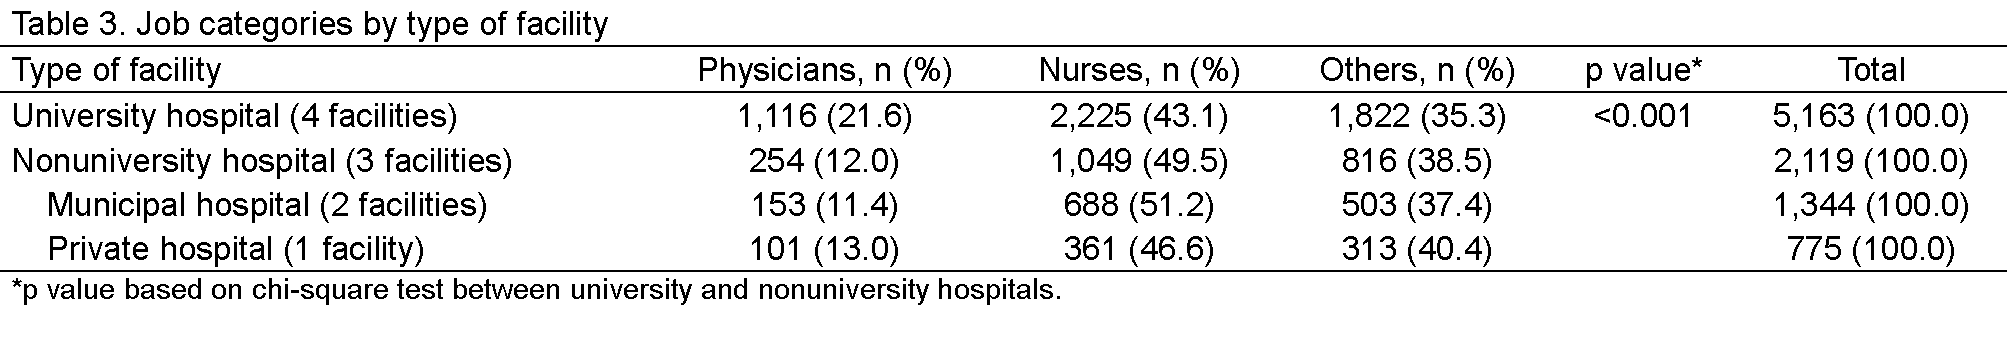 Table 3. Job categories by type of facility
Type of facility Physicians, n (%) Nurses, n (%) Others, n (%) p value* Total
University hospital (4 facilities) 1,116 (21.6) 2,225 (43.1) 1,822 (35.3) <0.001 5,163 (100.0)
Nonuniversity hospital (3 facilities) 254 (12.0) 1,049 (49.5) 816 (38.5) 2,119 (100.0)
Municipal hospital (2 facilities) 153 (11.4) 688 (51.2) 503 (37.4) 1,344 (100.0)
Private hospital (1 facility) 101 (13.0) 361 (46.6) 313 (40.4) 775 (100.0)
*p value based on chi-square test between university and nonuniversity hospitals.